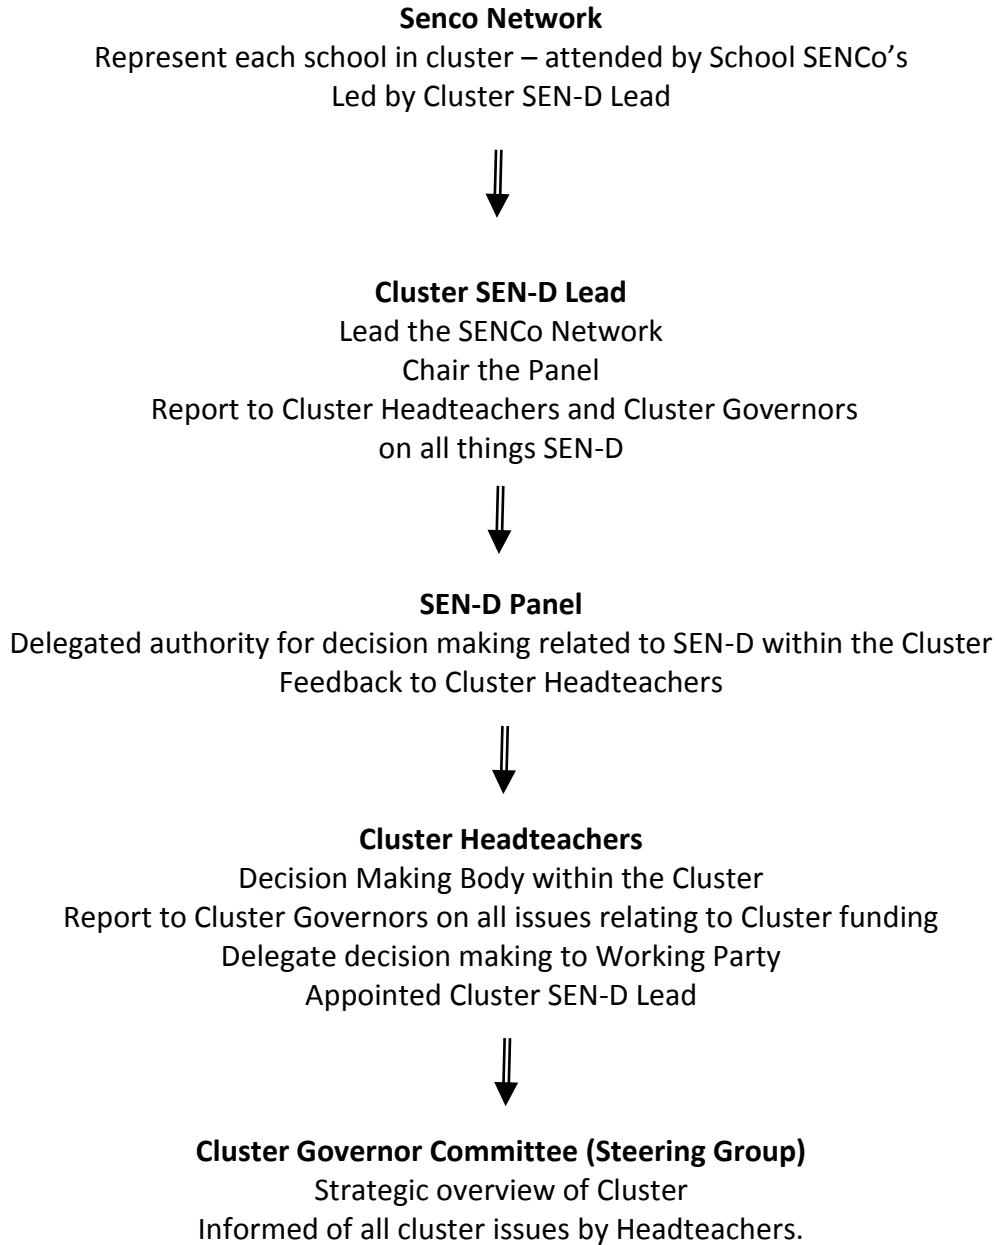 Senco Network
Represent each school in cluster – attended by School SENCo’s
Led by Cluster SEN-D Lead
Cluster SEN-D Lead
Lead the SENCo Network
Chair the Panel
Report to Cluster Headteachers and Cluster Governors
on all things SEN-D
SEN-D Panel
Delegated authority for decision making related to SEN-D within the Cluster
Feedback to Cluster Headteachers
Cluster Headteachers
Decision Making Body within the Cluster
Report to Cluster Governors on all issues relating to Cluster funding
Delegate decision making to Working Party
Appointed Cluster SEN-D Lead
Cluster Governor Committee (Steering Group)
Strategic overview of Cluster
Informed of all cluster issues by Headteachers.